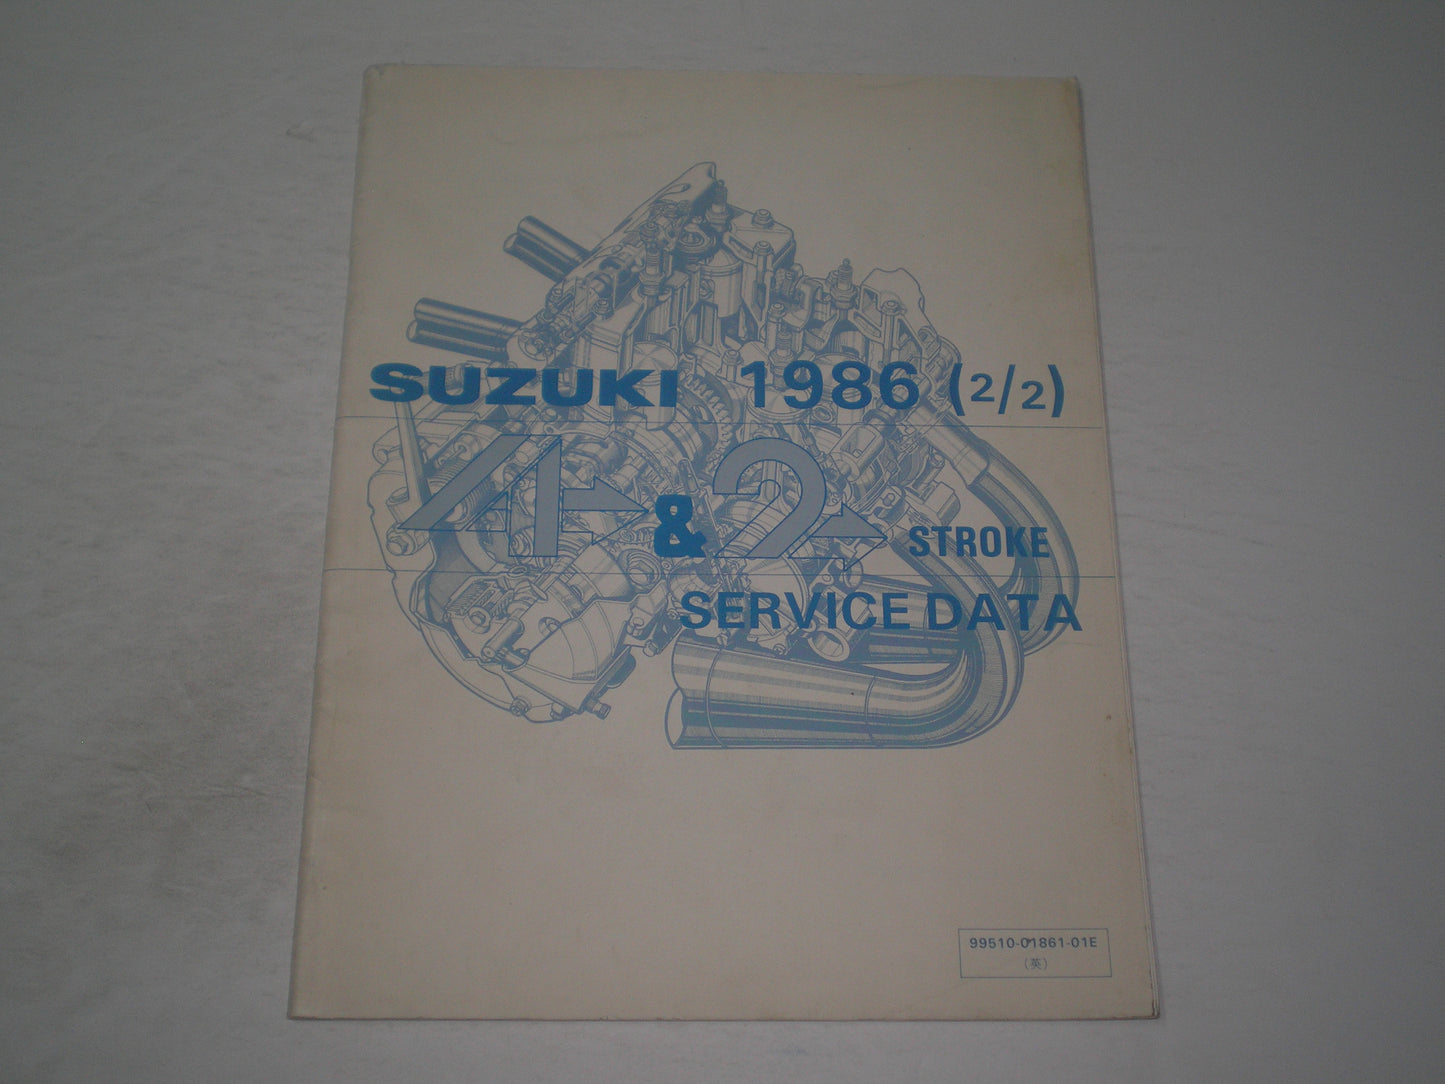 SUZUKI 1986 (2/2)
4 & 2 STROKE
SERVICE DATA
99510-01861-01E
(英)